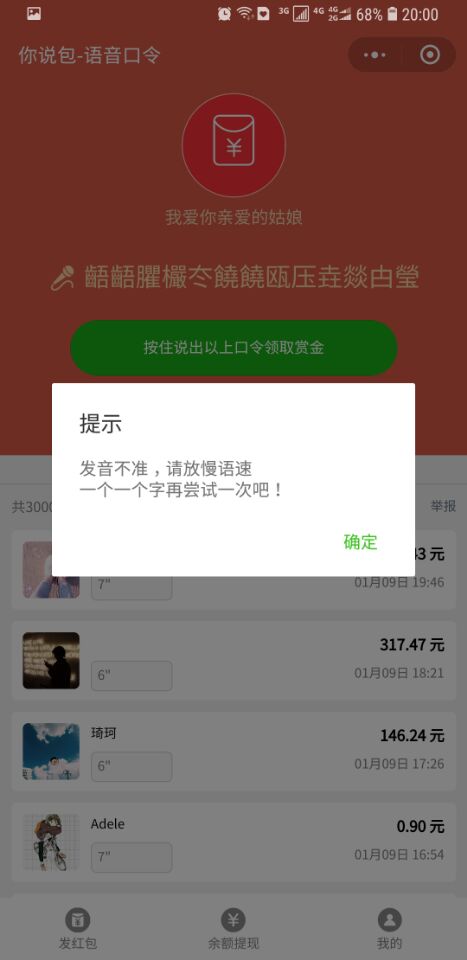 3G 4G 4G 2G 68% 20:00
你说包-语音口令
我爱你亲爱的姑娘
齬齬臞欏冭饒饒瓯压垚燚甴瑩
按住说出以上口令领取赏金
提示
发音不准，请放慢语速
一个一个字再尝试一次吧！
确定
共3000
举报
3 元
7"
01月09日 19:46
317.47 元
6"
01月09日 18:21
琦珂
146.24 元
6"
01月09日 17:26
Adele
0.90 元
7"
01月09日 16:54
发红包
余额提现
我的